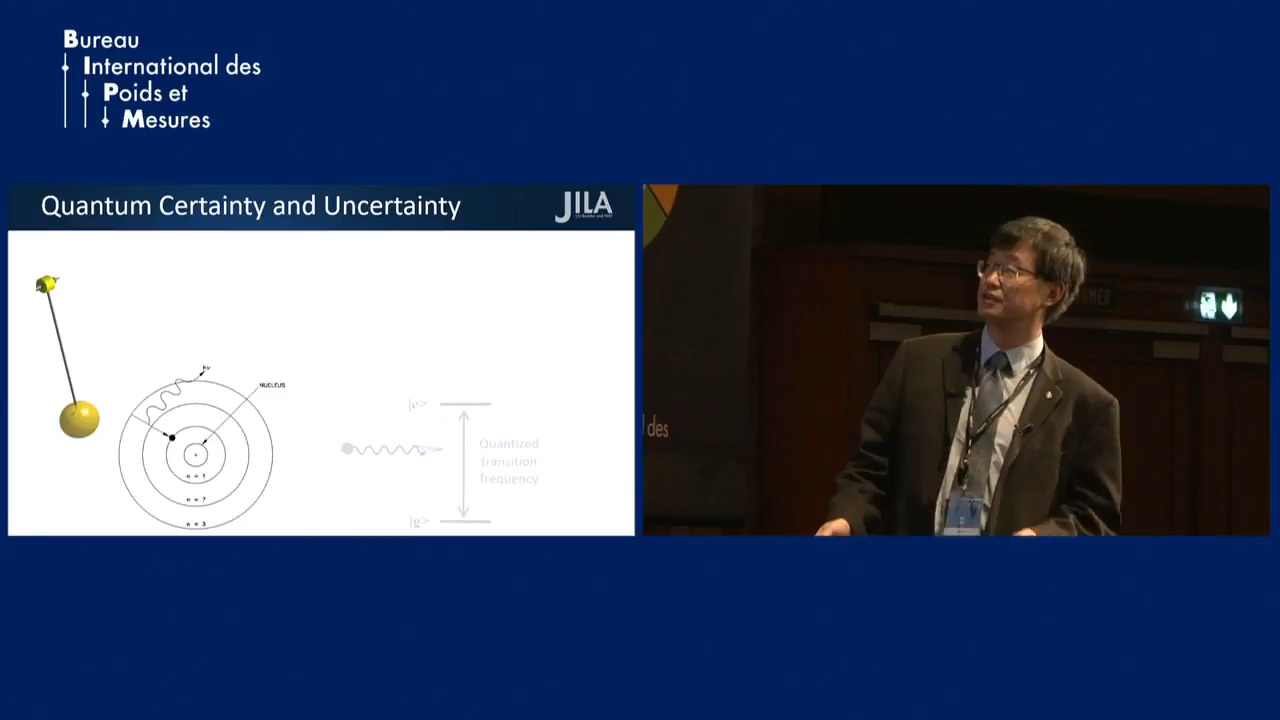 Bureau
International des
Poids et
Mesures
Quantum Certainty and Uncertainty
JILA
hν
NUCLEUS
n = 1
n = 2
n = 3
|e>
Quantized
transition
frequency
|g>
des